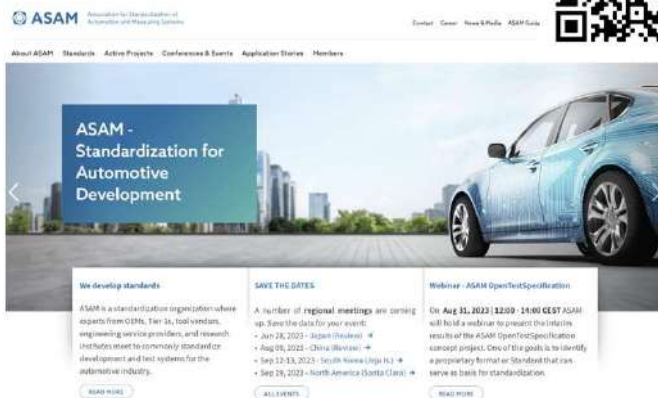 ASAM
Association for Standardization of
Automation and Measuring Systems
Contact Career News & Media ASAM Guide
About ASAM Standards Active Projects Conferences & Events Application Stories Members
ASAM -
Standardization for
Automotive
Development
We develop standards
ASAM is a standardization organization where
experts from OEMs, Tier 1s, tool vendors,
engineering service providers, and research
institutes meet to commonly standardize
development and test systems for the
automotive industry.
READ MORE
SAVE THE DATES
A number of regional meetings are coming
up. Save the date for your event:
• Jun 28, 2023 - Japan (Review) →
• Aug 09, 2023 - China (Review) →
• Sep 12-13, 2023 - South Korea (Jeju Is.) →
• Sep 29, 2023 - North America (Santa Clara) →
ALL EVENTS
Webinar - ASAM OpenTestSpecification
On Aug 31, 2023 | 12:00 - 14:00 CEST ASAM
will hold a webinar to present the interim
results of the ASAM OpenTestSpecification
concept project. One of the goals is to identify
a proprietary format or Standard that can
serve as basis for standardization.
READ MORE